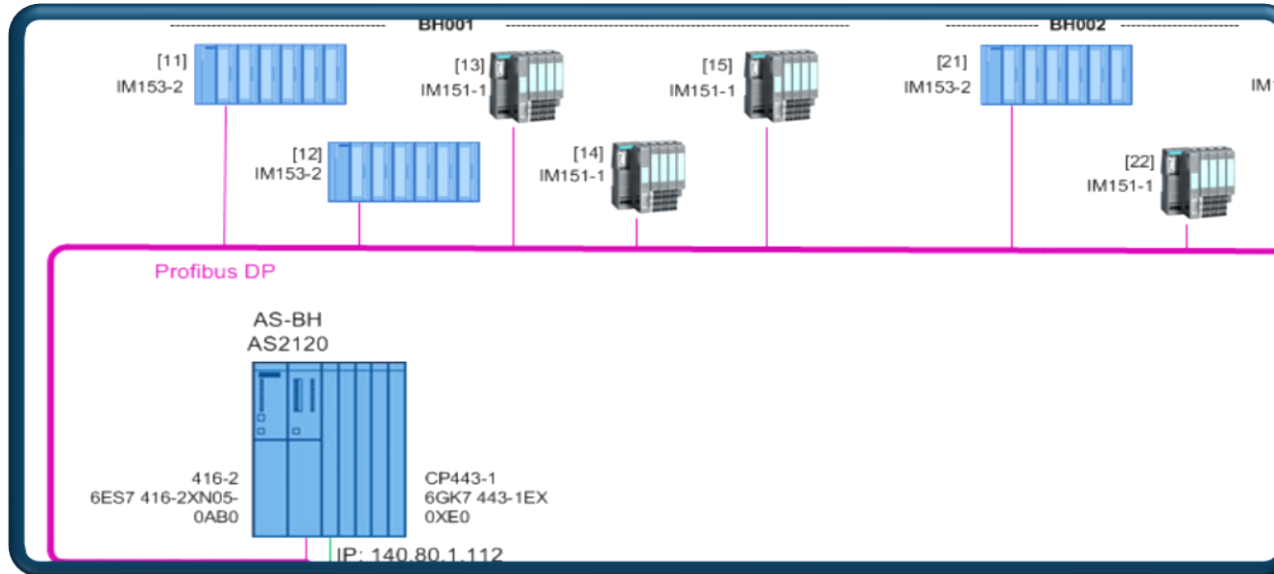 BH001
BH002
[11]
IM153-2
[13]
IM151-1
[15]
IM151-1
[21]
IM153-2
[12]
IM153-2
[14]
IM151-1
[22]
IM151-1
Profibus DP
AS-BH
AS2120
416-2
6ES7 416-2XN05-
0AB0
CP443-1
6GK7 443-1EX
0XE0
IP: 140.80.1.112